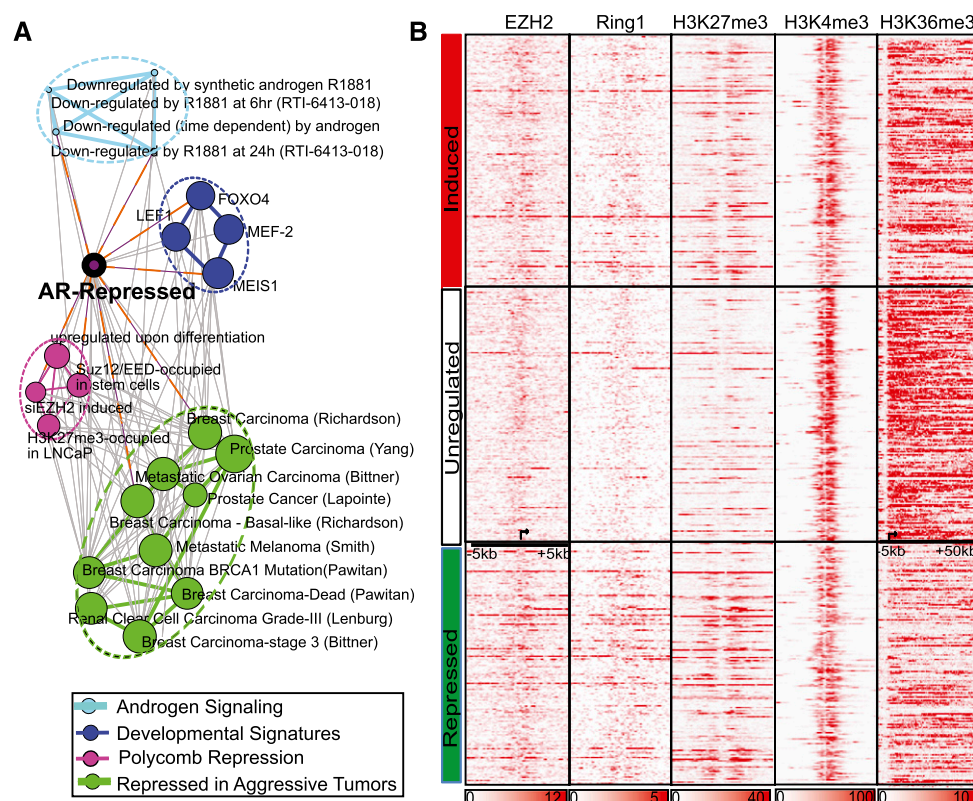 A
Downregulated by synthetic androgen R1881
Down-regulated by R1881 at 6hr (RTI-6413-018)
Down-regulated (time dependent) by androgen
Down-regulated by R1881 at 24h (RTI-6413-018)
FOXO4
LEF1
MEF-2
MEIS1
AR-Repressed
upregulated upon differentiation
Suz12/EED-occupied
in stem cells
siEZH2 induced
H3K27me3-occupied
in LNCaP
Breast Carcinoma (Richardson)
Prostate Carcinoma (Yang)
Metastatic Ovarian Carcinoma (Bittner)
Prostate Cancer (Lapointe)
Breast Carcinoma - Basal-like (Richardson)
Metastatic Melanoma (Smith)
Breast Carcinoma BRCA1 Mutation(Pawitan)
Breast Carcinoma-Dead (Pawitan)
Renal Clear Cell Carcinoma Grade-III (Lenburg)
Breast Carcinoma-stage 3 (Bittner)
Androgen Signaling
Developmental Signatures
Polycomb Repression
Repressed in Aggressive Tumors
B
EZH2 Ring1 H3K27me3 H3K4me3 H3K36me3
Induced
Unregulated
-5kb +5kb -5kb +50kb
Repressed
0 12 0 5 0 40 0 100 0 10